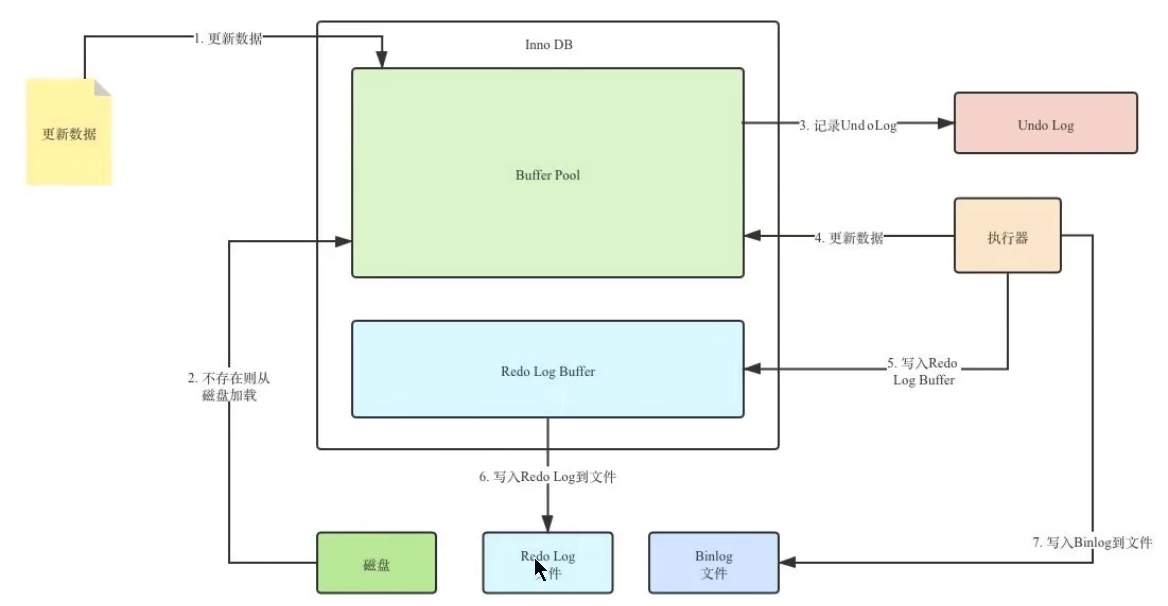 1. 更新数据
Inno DB
更新数据
Buffer Pool
3. 记录UndoLog
Undo Log
4. 更新数据
执行器
2. 不存在则从
磁盘加载
Redo Log Buffer
5. 写入Redo
Log Buffer
6. 写入Redo Log到文件
7. 写入Binlog到文件
磁盘
Redo Log
件
Binlog
文件